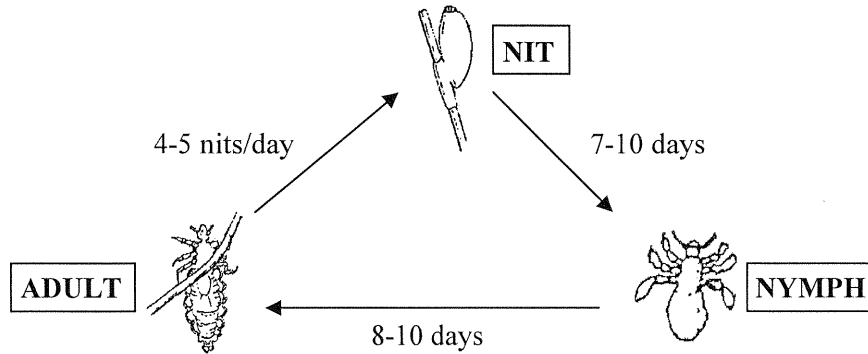 NIT
4-5 nits/day
7-10 days
ADULT
NYMPH
8-10 days